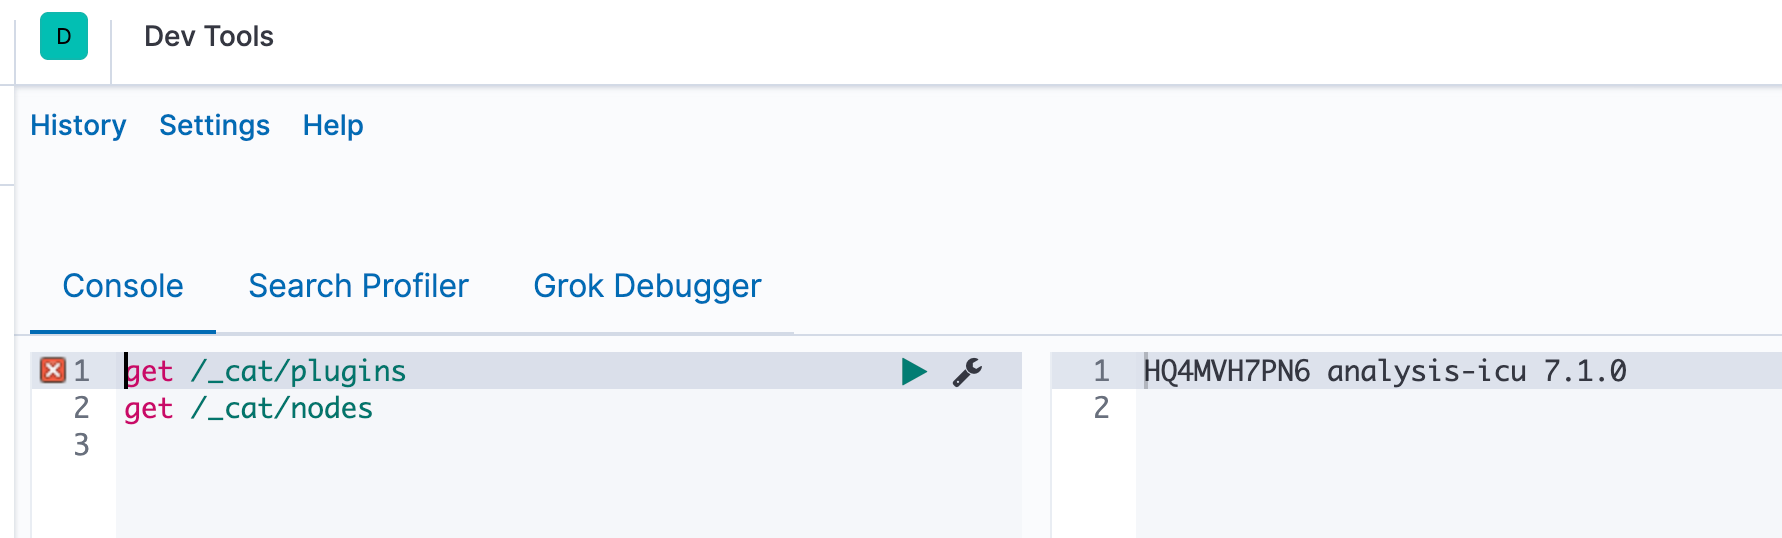 D Dev Tools
History Settings Help
Console Search Profiler Grok Debugger
1 get /_cat/plugins
2 get /_cat/nodes
3
1 HQ4MVH7PN6 analysis-icu 7.1.0
2